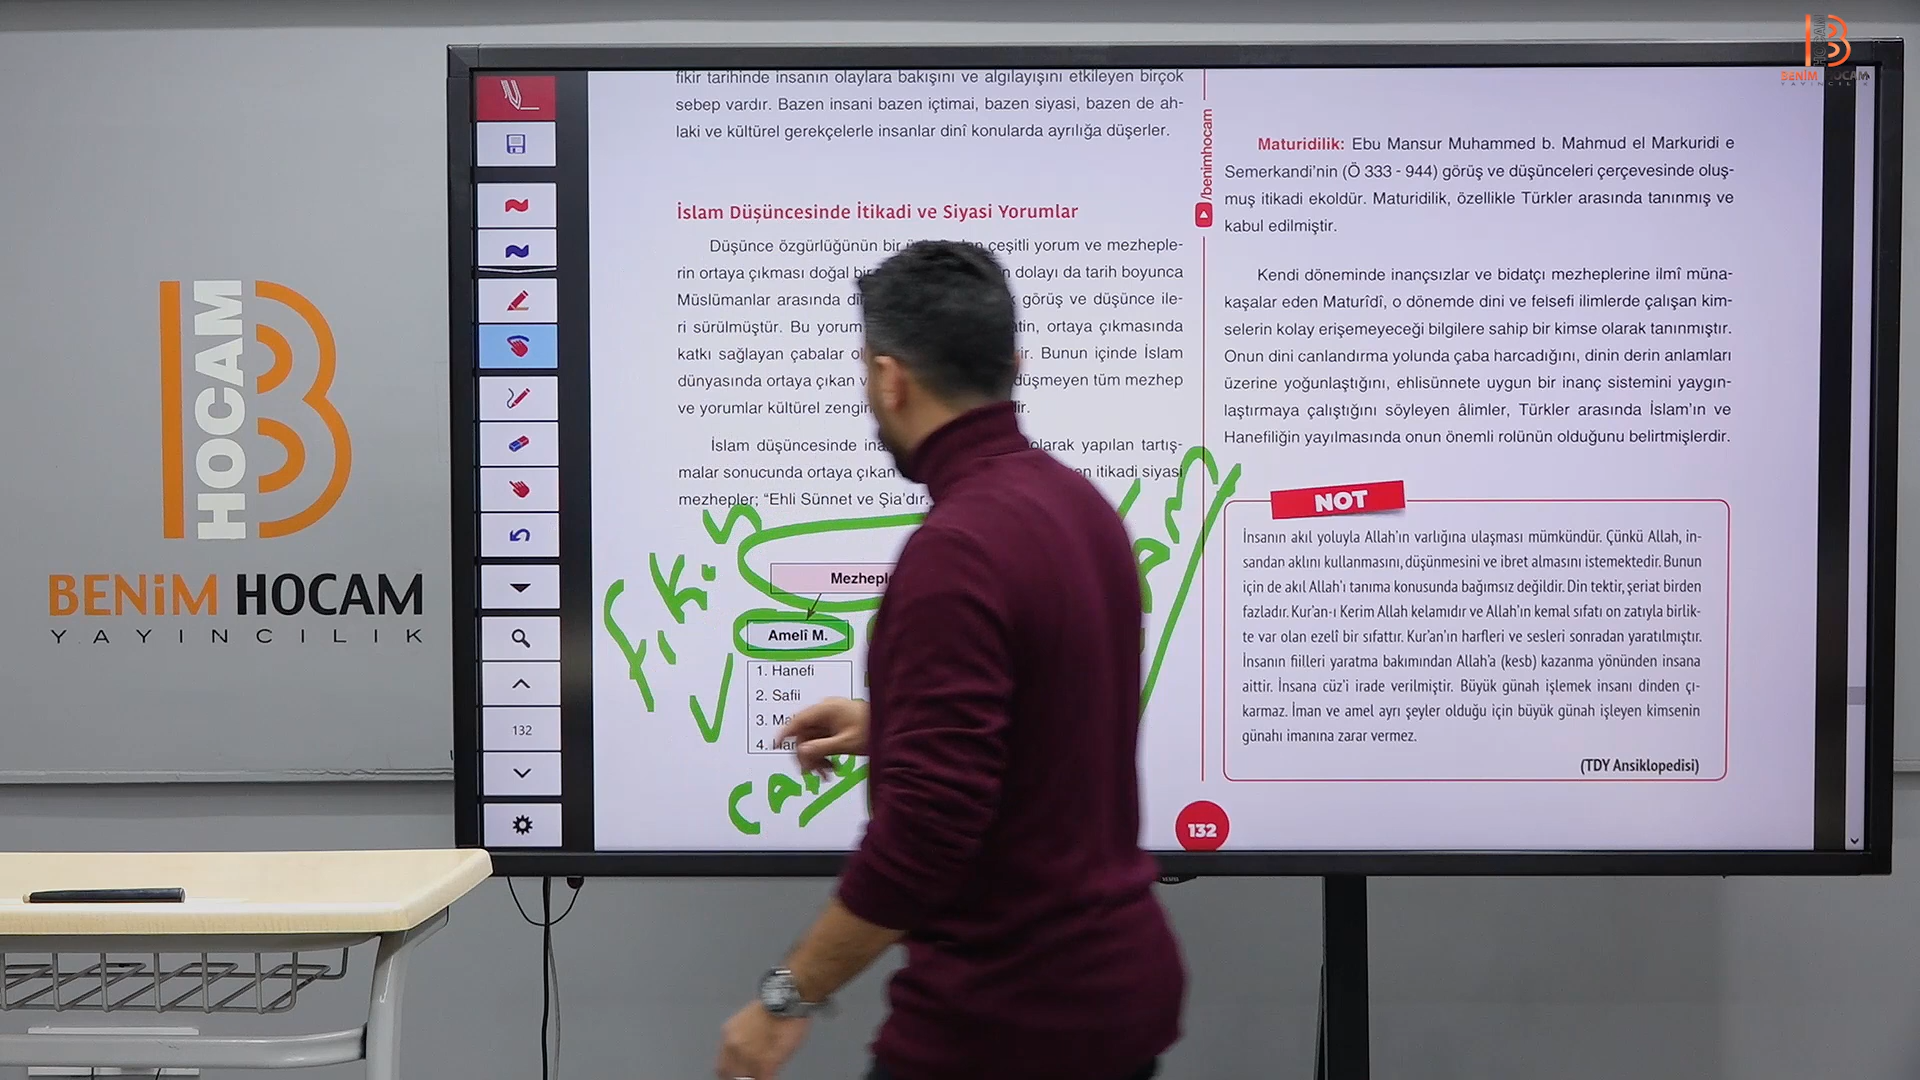 BENİM HOCAM
YAYINCILIK
HOCAM
BENİM HOCAM
YAYINCILIK
132
fikir tarihinde insanın olaylara bakışını ve algılayışını etkileyen birçok
sebep vardır. Bazen insani bazen içtimai, bazen siyasi, bazen de ah-
laki ve kültürel gerekçelerle insanlar dinî konularda ayrılığa düşerler.
İslam Düşüncesinde İtikadi ve Siyasi Yorumlar
Düşünce özgürlüğünün bir çeşitli yorum ve mezheple-
rin ortaya çıkması doğal bir dolayı da tarih boyunca
Müslümanlar arasında görüş ve düşünce ile-
ri sürülmüştür. Bu yorum ortaya çıkmasında
katkı sağlayan çabalar Bunun içinde İslam
dünyasında ortaya çıkan düşmeyen tüm mezhep
ve yorumlar kültürel
İslam düşüncesinde olarak yapılan tartış-
malar sonucunda ortaya çıkan itikadi siyasi
mezhepler; “Ehli Sünnet ve Şia’dır.
Amelî M.
1. Hanefi
2. Safii
3.
4.
fıkıh
/benimhocam
Maturidilik: Ebu Mansur Muhammed b. Mahmud el Markuridi e
Semerkandi’nin (Ö 333 - 944) görüş ve düşünceleri çerçevesinde oluş-
muş itikadi ekoldür. Maturidilik, özellikle Türkler arasında tanınmış ve
kabul edilmiştir.
Kendi döneminde inançsızlar ve bidatçı mezheplerine ilmî müna-
kaşalar eden Maturîdî, o dönemde dini ve felsefi ilimlerde çalışan kim-
selerin kolay erişemeyeceği bilgilere sahip bir kimse olarak tanınmıştır.
Onun dini canlandırma yolunda çaba harcadığını, dinin derin anlamları
üzerine yoğunlaştığını, ehlisünnete uygun bir inanç sistemini yaygın-
laştırmaya çalıştığını söyleyen âlimler, Türkler arasında İslam’ın ve
Hanefiliğin yayılmasında onun önemli rolünün olduğunu belirtmişlerdir.
NOT
İnsanın akıl yoluyla Allah’ın varlığına ulaşması mümkündür. Çünkü Allah, in-
sandan aklını kullanmasını, düşünmesini ve ibret almasını istemektedir. Bunun
için de akıl Allah’ı tanıma konusunda bağımsız değildir. Din tektir, şeriat birden
fazladır. Kur’an-ı Kerim Allah kelamıdır ve Allah’ın kemal sıfatı on zatıyla birlik-
te var olan ezelî bir sıfattır. Kur’an’ın harfleri ve sesleri sonradan yaratılmıştır.
İnsanın fiilleri yaratma bakımından Allah’a (kesb) kazanma yönünden insana
aittir. İnsana cüz’i irade verilmiştir. Büyük günah işlemek insanı dinden çı-
karmaz. İman ve amel ayrı şeyler olduğu için büyük günah işleyen kimsenin
günahı imanına zarar vermez.
(TDY Ansiklopedisi)
132